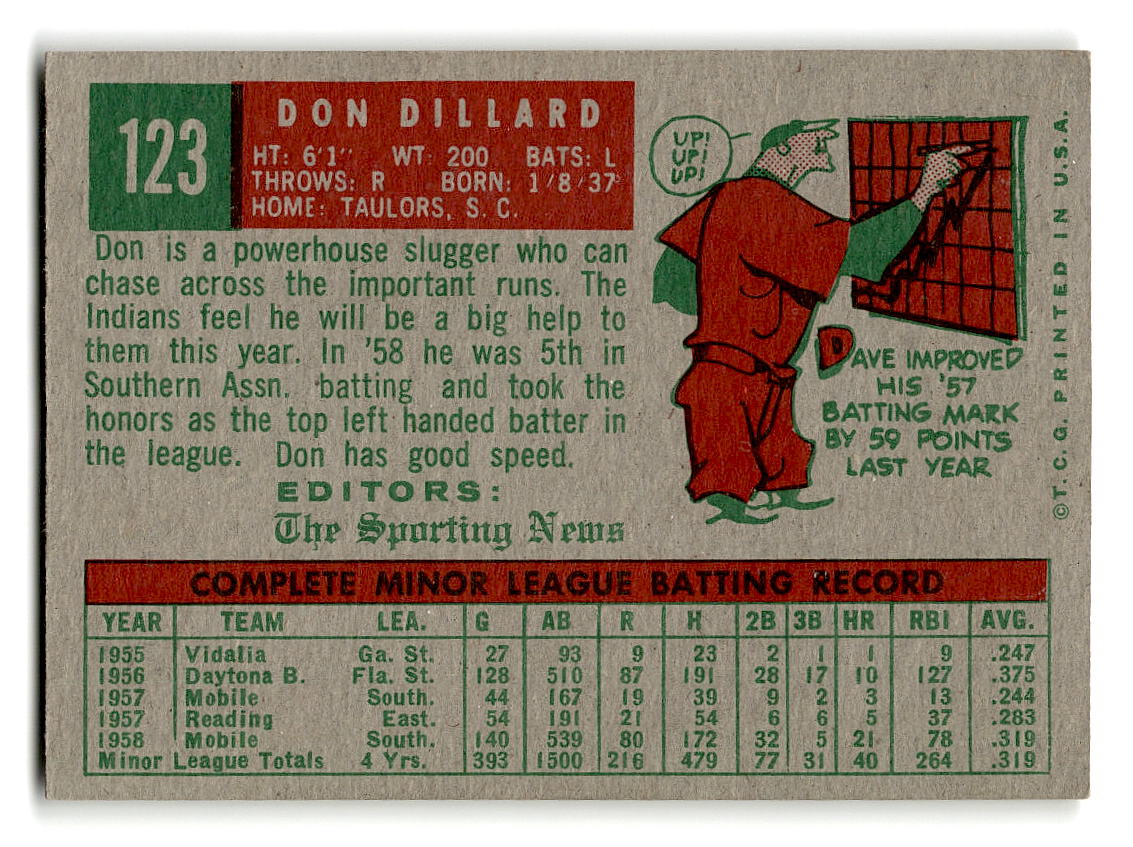 123
DON DILLARD
HT: 6'1" WT: 200 BATS: L
THROWS: R BORN: 1/8/37
HOME: TAULORS, S. C.
Don is a powerhouse slugger who can
chase across the important runs. The
Indians feel he will be a big help to
them this year. In '58 he was 5th in
Southern Assn. batting and took the
honors as the top left handed batter in
the league. Don has good speed.
EDITORS:
The Sporting News
UP!
UP!
UP!
DAVE IMPROVED
HIS '57
BATTING MARK
BY 59 POINTS
LAST YEAR
©T. C. G. PRINTED IN U.S.A.
COMPLETE MINOR LEAGUE BATTING RECORD
YEAR TEAM LEA. G AB R H 2B 3B HR RBI AVG.
1955 Vidalia Ga. St. 27 93 9 23 2 1 1 9 .247
1956 Daytona B. Fla. St. 128 510 87 191 28 17 10 127 .375
1957 Mobile South. 44 167 19 39 9 2 3 13 .244
1957 Reading East. 54 191 21 54 6 6 5 37 .283
1958 Mobile South. 140 539 80 172 32 5 21 78 .319
Minor League Totals 4 Yrs. 393 1500 216 479 77 31 40 264 .319